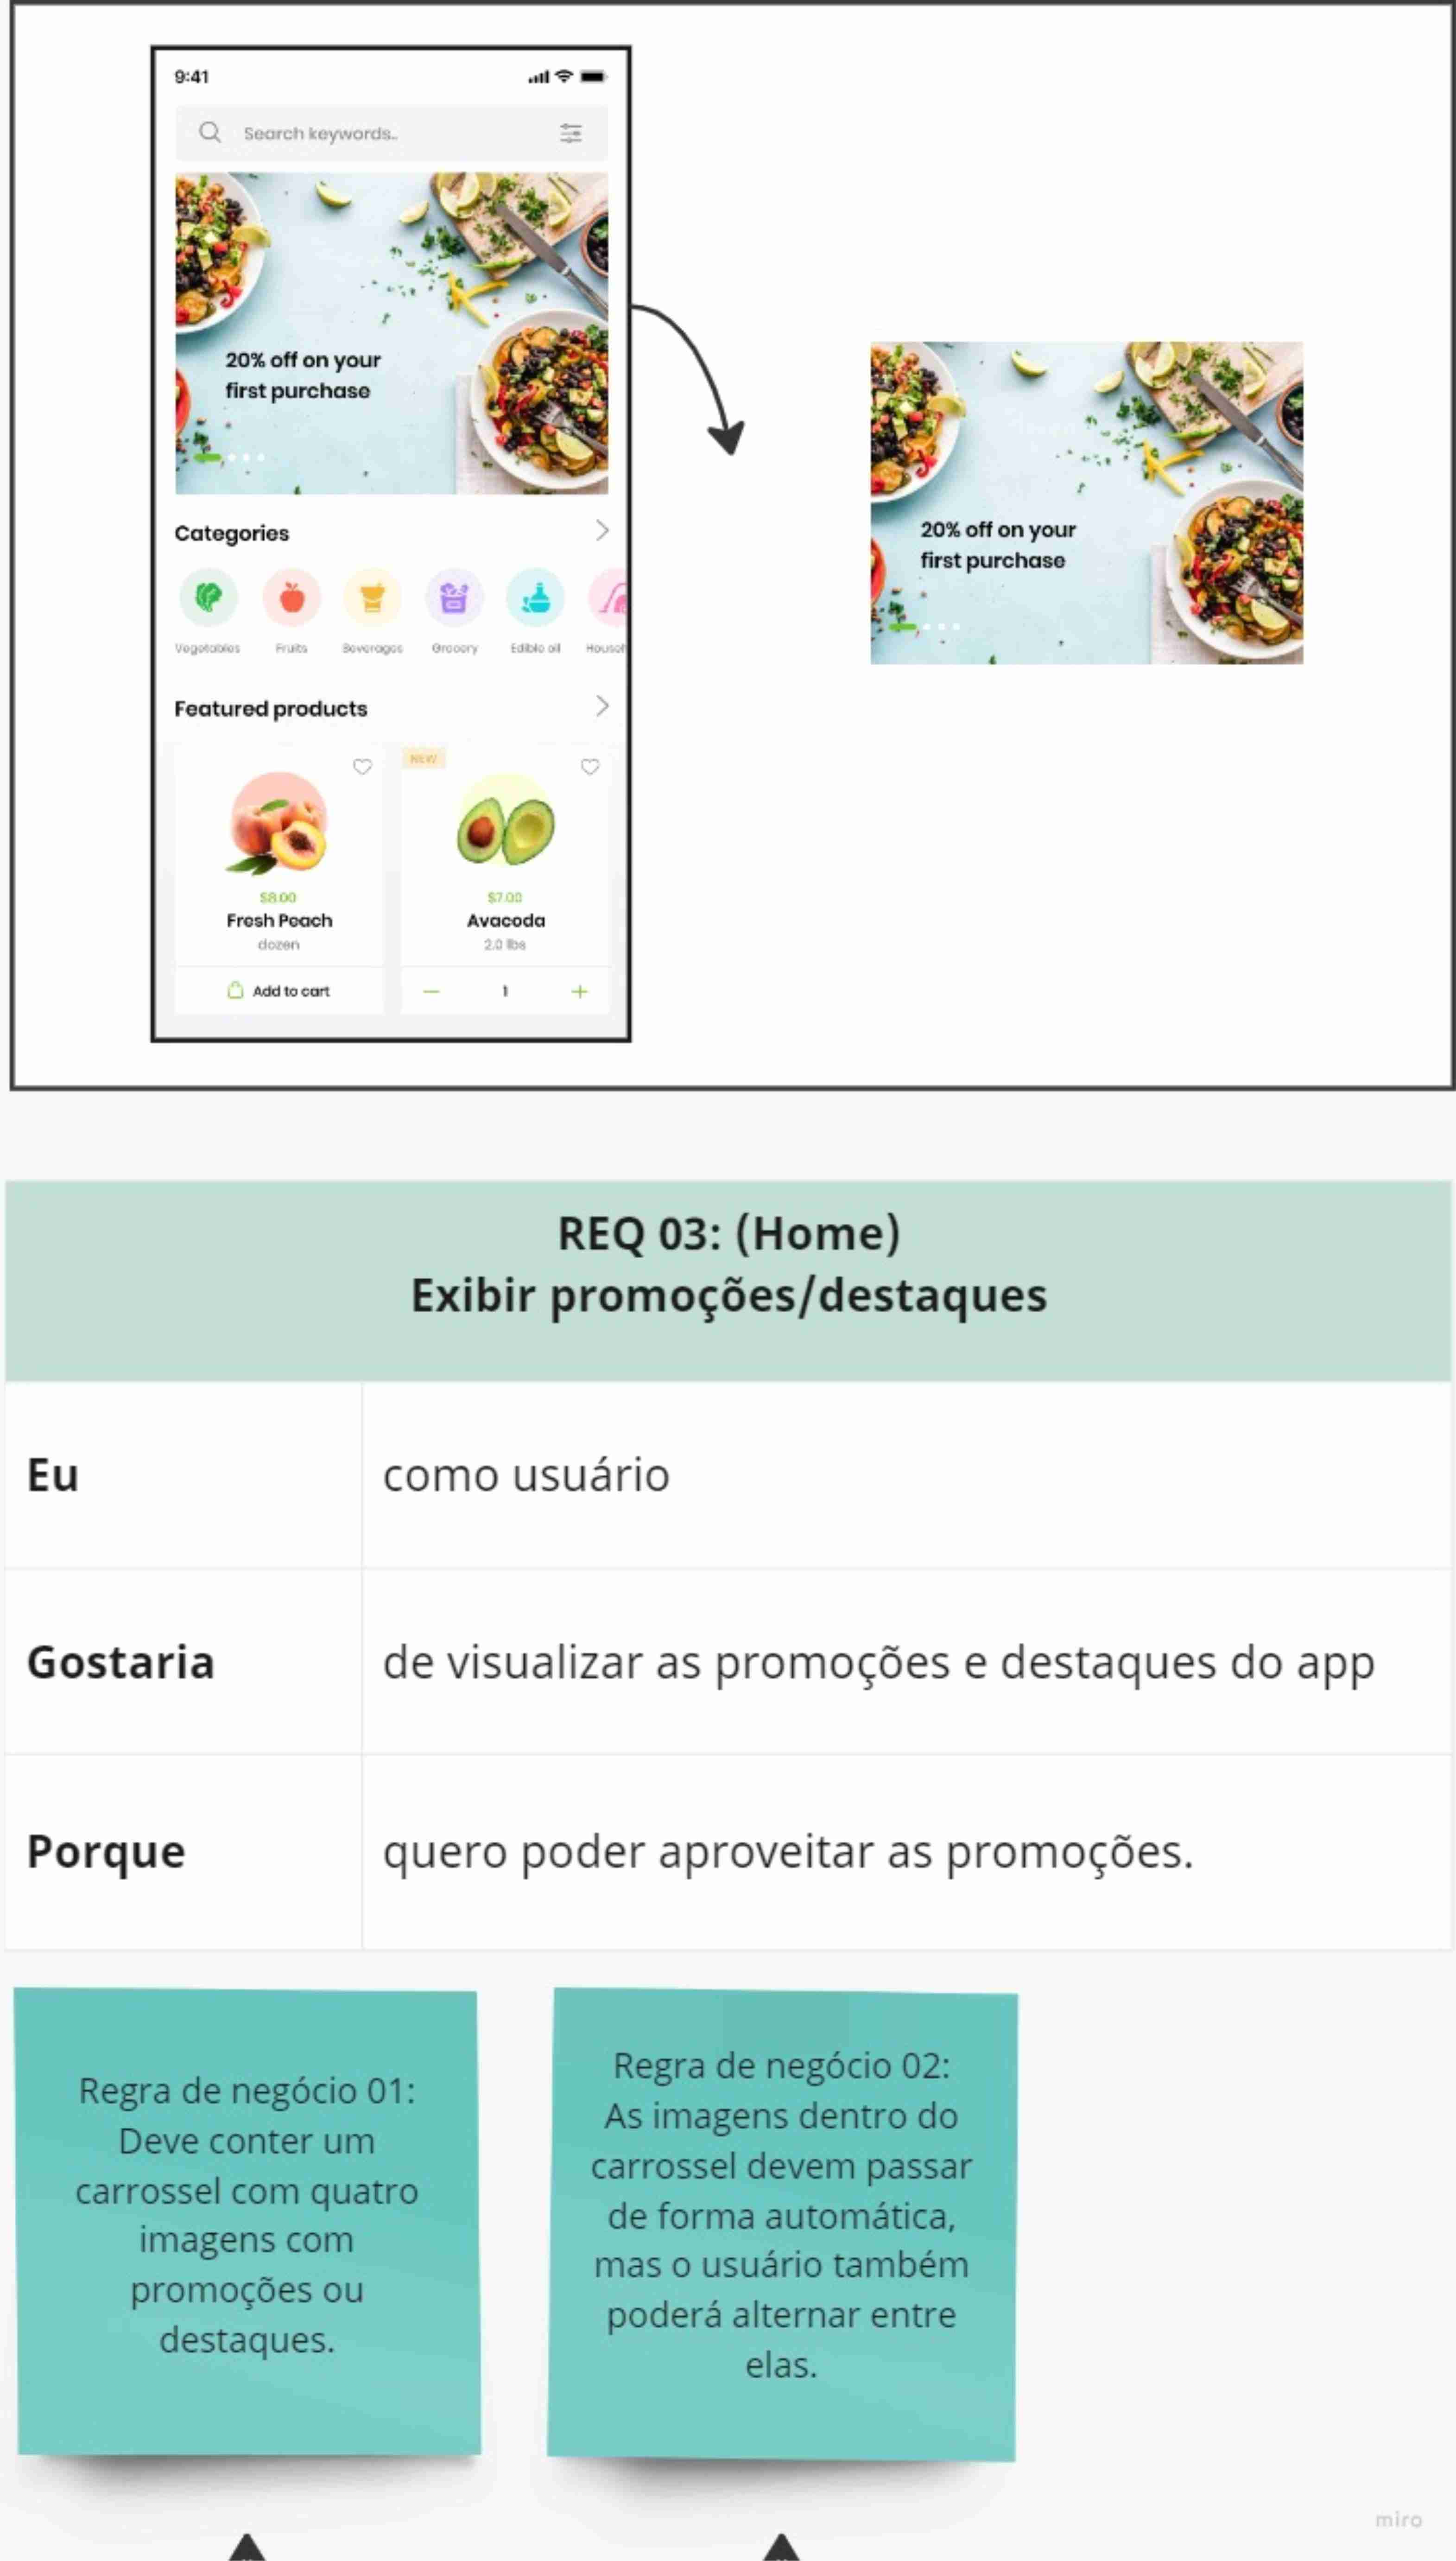 9:41
Search keywords..
20% off on your
first purchase
20% off on your
first purchase
Categories
Vegetables Fruits Beverages Grocery Edible oil Househ
Featured products
NEW
$8.00
Fresh Peach
dozen
Add to cart
$7.00
Avacoda
2.0 lbs
1
REQ 03: (Home)
Exibir promoções/destaques
Eu como usuário
Gostaria de visualizar as promoções e destaques do app
Porque quero poder aproveitar as promoções.
Regra de negócio 01:
Deve conter um
carrossel com quatro
imagens com
promoções ou
destaques.
Regra de negócio 02:
As imagens dentro do
carrossel devem passar
de forma automática,
mas o usuário também
poderá alternar entre
elas.
miro